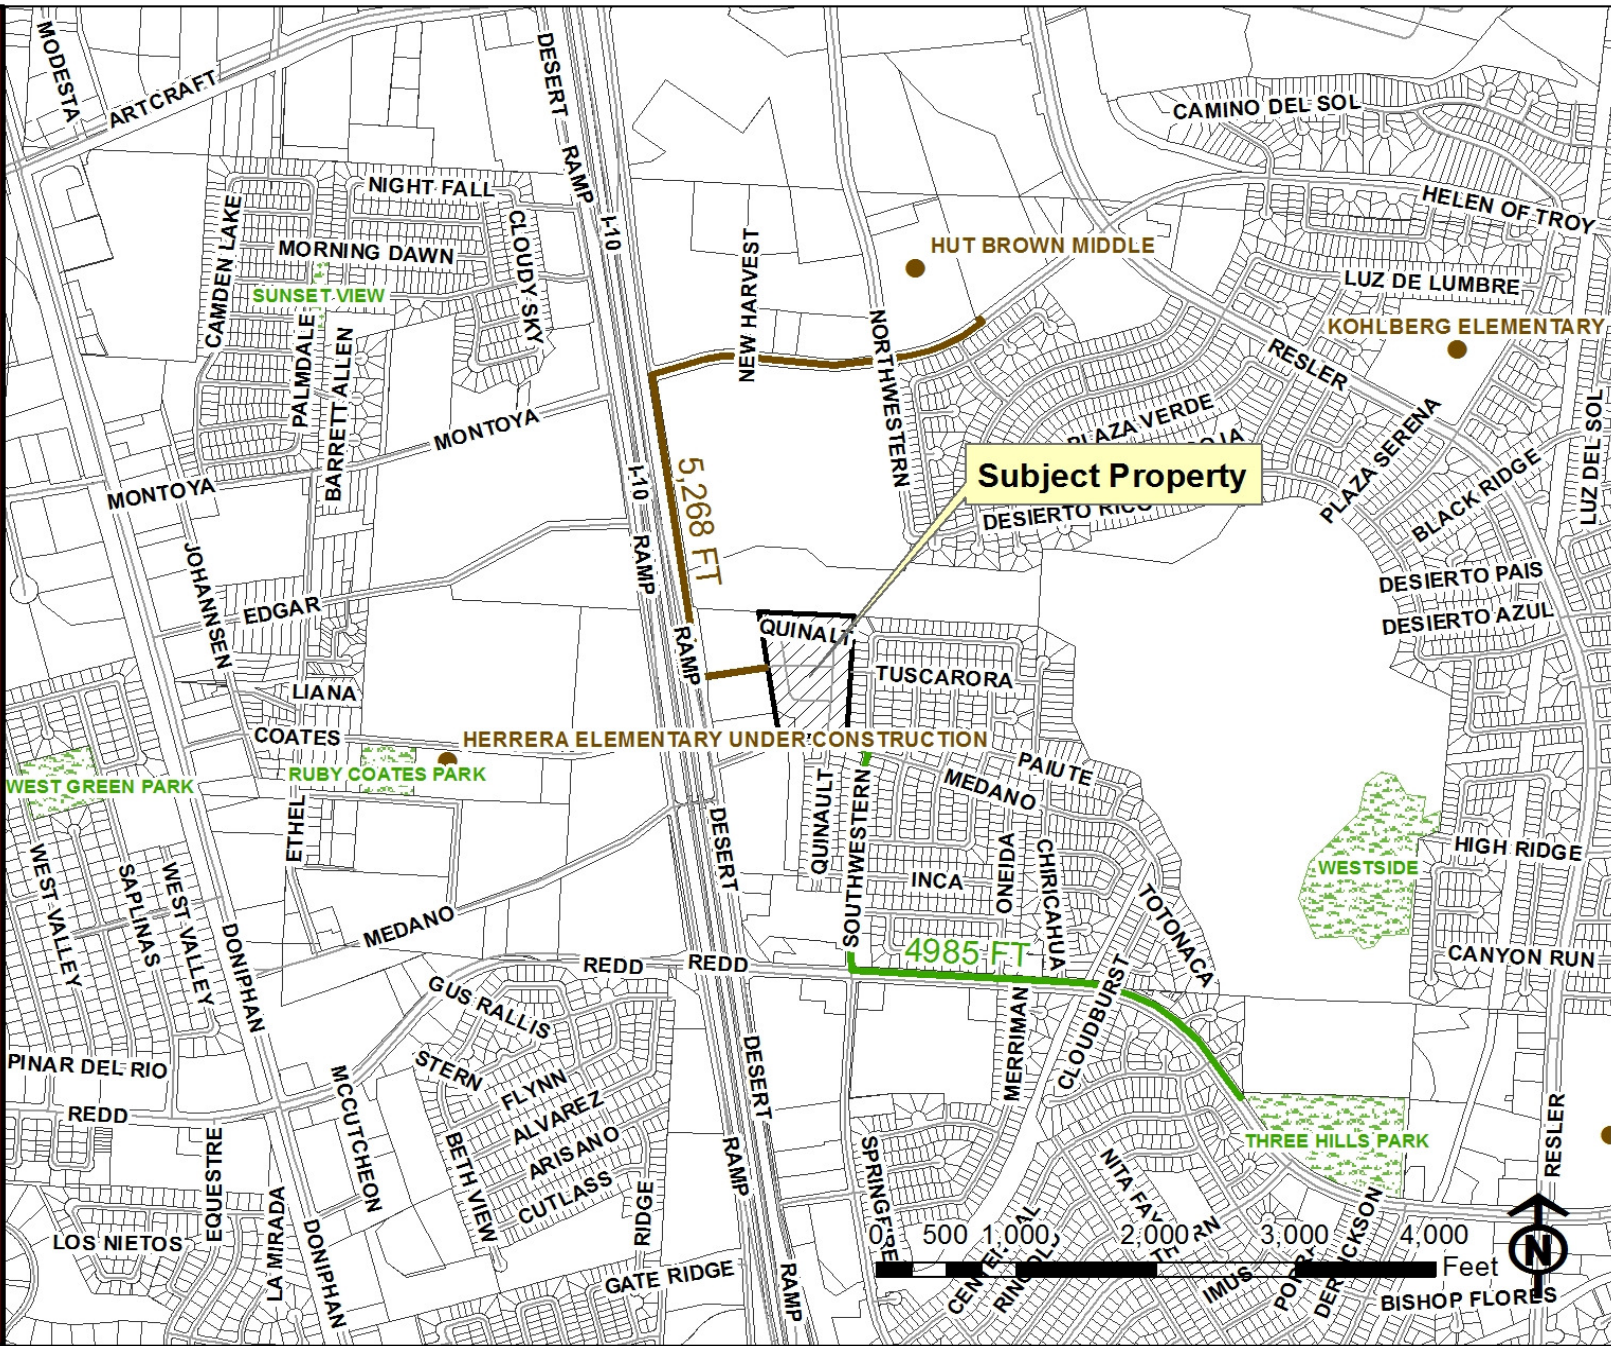 MODESTA
ARTCRAFT
DESERT
RAMP
I-10
CAMINO DEL SOL
NIGHT FALL
HELEN OF TROY
CAMDEN LAKE
CLOUDY SKY
MORNING DAWN
HUT BROWN MIDDLE
NEW HARVEST
SUNSET VIEW
LUZ DE LUMBRE
KOHLBERG ELEMENTARY
PALMDALE
BARRETT ALLEN
NORTHWESTERN
RESLER
MONTOYA
PLAZA VERDE
PLAZA SERENA
LUZ DEL SOL
MONTOYA
I-10
5,268 FT
Subject Property
BLACK RIDGE
DESIERTO RICO
JOHANNSEN
RAMP
DESIERTO PAIS
EDGAR
DESIERTO AZUL
QUINALT
RAMP
TUSCARORA
LIANA
COATES
HERRERA ELEMENTARY UNDER CONSTRUCTION
RUBY COATES PARK
WEST GREEN PARK
PAIUTE
MEDANO
QUINAULT
SOUTHWESTERN
DESERT
ETHEL
ONEIDA
CHIRICAHUA
HIGH RIDGE
WESTSIDE
INCA
WEST VALLEY
SAPLINAS
WEST VALLEY
TOTONACA
MEDANO
DONIPHAN
4985 FT
CANYON RUN
REDD
REDD
GUS RALLIS
MERRIMAN
CLOUDBURST
PINAR DEL RIO
STERN
FLYNN
DESERT
REDD
MCCUTCHEON
ALVAREZ
THREE HILLS PARK
RESLER
EQUESTRE
BETH VIEW
ARISANO
RAMP
SPRINGFIRE
CUTLASS
RIDGE
LA MIRADA
DONIPHAN
LOS NIETOS
0 500 1,000 2,000 3,000 4,000
Feet
N
GATE RIDGE
RAMP
IMUS
BISHOP FLORES